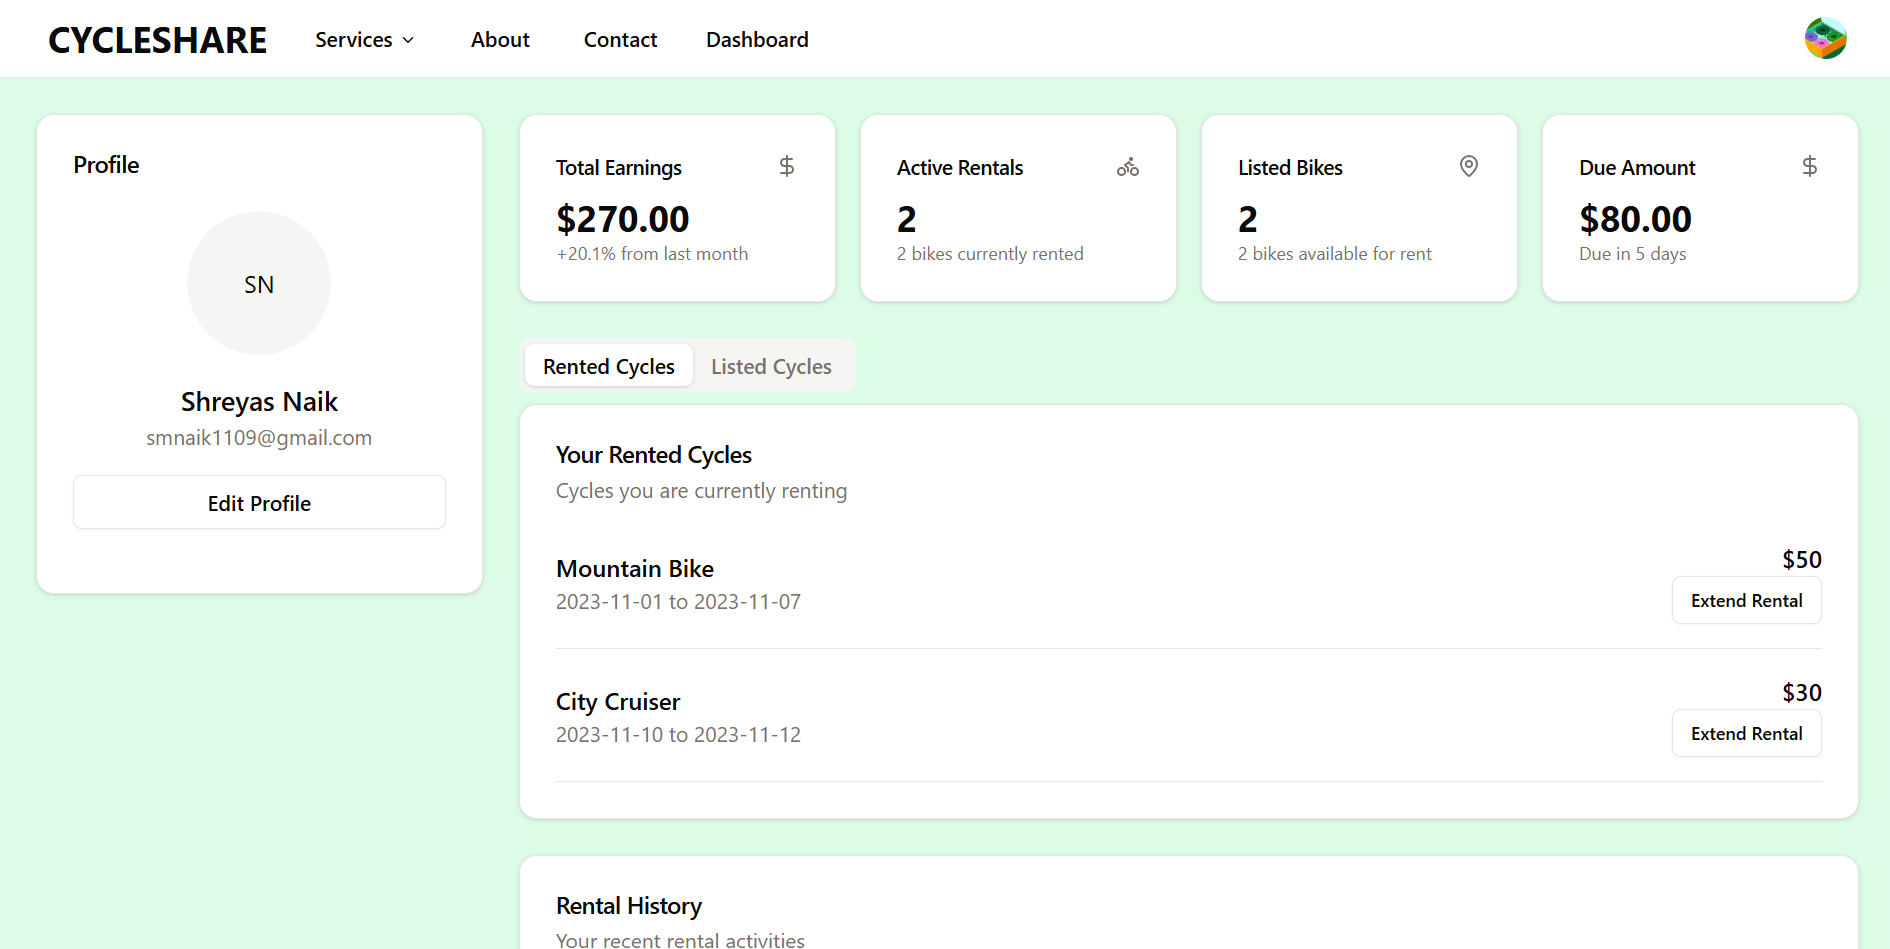 CYCLESHARE
Services
About
Contact
Dashboard
Profile
SN
Shreyas Naik
smnaik1109@gmail.com
Edit Profile
Total Earnings
$270.00
+20.1% from last month
Active Rentals
2
2 bikes currently rented
Listed Bikes
2
2 bikes available for rent
Due Amount
$80.00
Due in 5 days
Rented Cycles
Listed Cycles
Your Rented Cycles
Cycles you are currently renting
Mountain Bike
2023-11-01 to 2023-11-07
$50
Extend Rental
City Cruiser
2023-11-10 to 2023-11-12
$30
Extend Rental
Rental History
Your recent rental activities